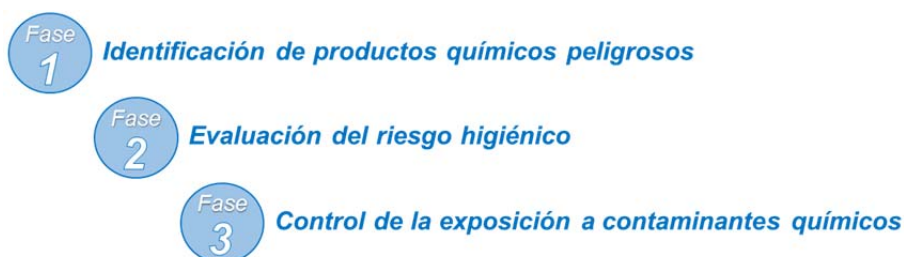 Fase
1
Identificación de productos químicos peligrosos
Fase
2
Evaluación del riesgo higiénico
Fase
3
Control de la exposición a contaminantes químicos